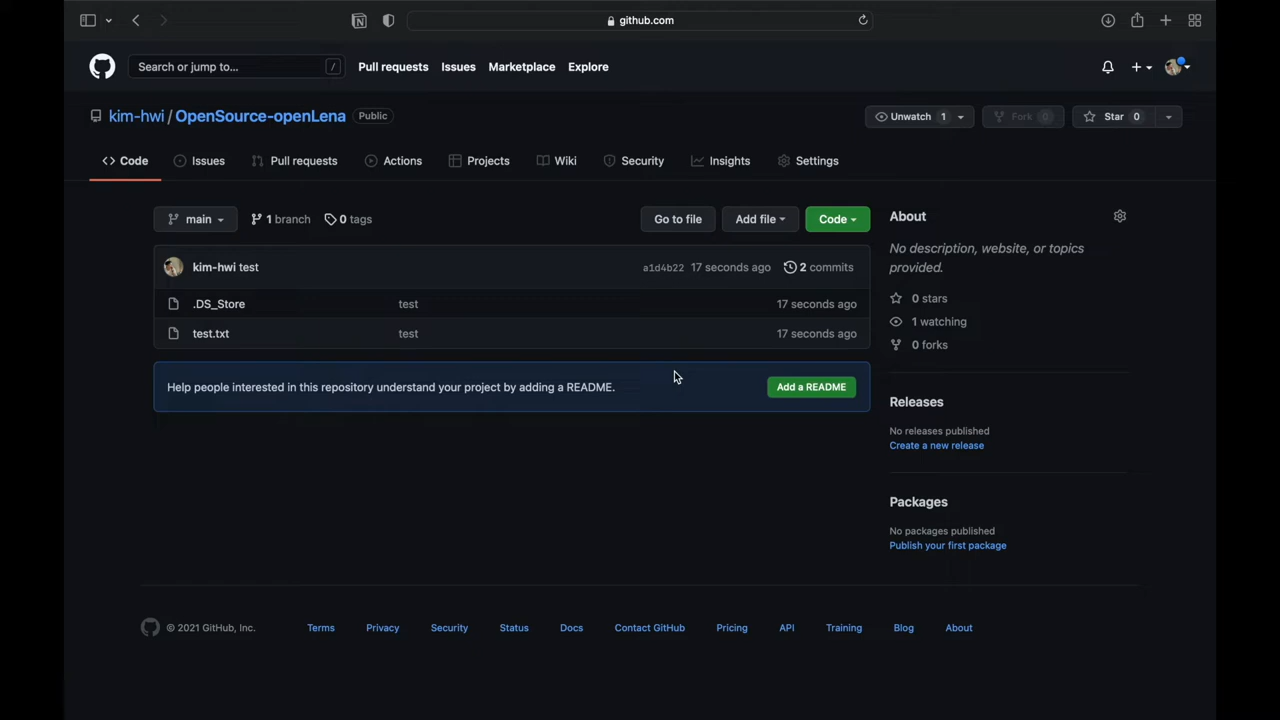 github.com
Search or jump to... / Pull requests Issues Marketplace Explore
kim-hwi / OpenSource-openLena Public Unwatch 1 Fork 0 Star 0
<> Code Issues Pull requests Actions Projects Wiki Security Insights Settings
main 1 branch 0 tags Go to file Add file Code
kim-hwi test a1d4b22 17 seconds ago 2 commits
.DS_Store test 17 seconds ago
test.txt test 17 seconds ago
Help people interested in this repository understand your project by adding a README. Add a README
About
No description, website, or topics
provided.
0 stars
1 watching
0 forks
Releases
No releases published
Create a new release
Packages
No packages published
Publish your first package
© 2021 GitHub, Inc. Terms Privacy Security Status Docs Contact GitHub Pricing API Training Blog About